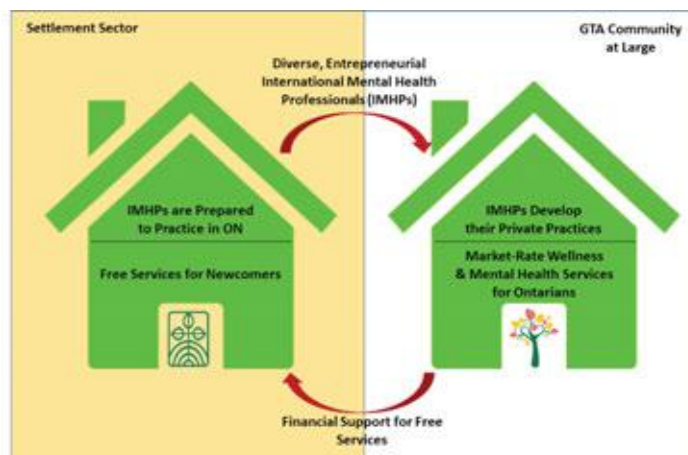 Settlement Sector
GTA Community
at Large
Diverse, Entrepreneurial
International Mental Health
Professionals (IMHPs)
IMHPs are Prepared
to Practice in ON
Free Services for Newcomers
IMHPs Develop
their Private Practices
Market-Rate Wellness
& Mental Health Services
for Ontarians
Financial Support for Free
Services